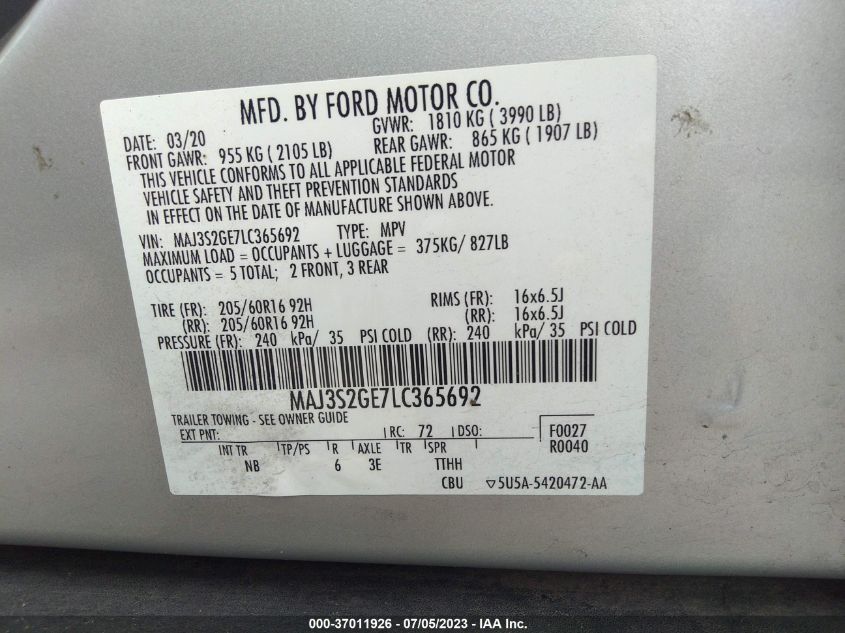 MFD. BY FORD MOTOR CO.
DATE: 03/20 GVWR: 1810 KG ( 3990 LB)
FRONT GAWR: 955 KG ( 2105 LB) REAR GAWR: 865 KG ( 1907 LB)
THIS VEHICLE CONFORMS TO ALL APPLICABLE FEDERAL MOTOR
VEHICLE SAFETY AND THEFT PREVENTION STANDARDS
IN EFFECT ON THE DATE OF MANUFACTURE SHOWN ABOVE.
VIN: MAJ3S2GE7LC365692 TYPE: MPV
MAXIMUM LOAD = OCCUPANTS + LUGGAGE = 375KG/ 827LB
OCCUPANTS = 5 TOTAL; 2 FRONT, 3 REAR
TIRE (FR): 205/60R16 92H RIMS (FR): 16x6.5J
(RR): 205/60R16 92H (RR): 16x6.5J
PRESSURE (FR): 240 kPa/ 35 PSI COLD (RR): 240 kPa/ 35 PSI COLD
MAJ3S2GE7LC365692
TRAILER TOWING - SEE OWNER GUIDE
EXT PNT: RC: 72 DSO: F0027
R0040
INT TR TP/PS R AXLE TR SPR
NB 6 3E TTHH
CBU ▽5U5A-5420472-AA
000-37011926 / 07/05/2023 - IAA Inc.